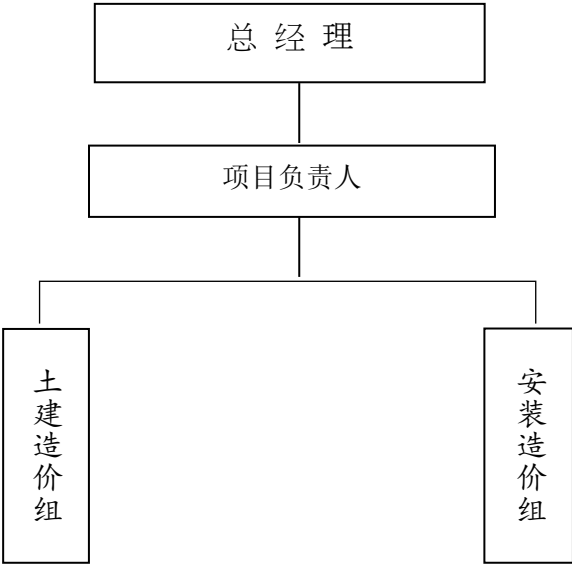 总 经 理
项目负责人
土建造价组
安装造价组